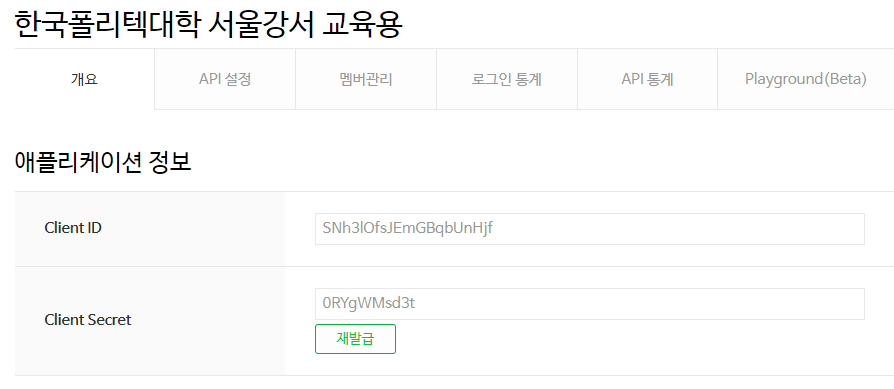 한국폴리텍대학 서울강서 교육용
개요 API 설정 멤버관리 로그인 통계 API 통계 Playground(Beta)
애플리케이션 정보
Client ID SNh3lOfsJEmGBqbUnHjf
Client Secret 0RYgWMsd3t
재발급